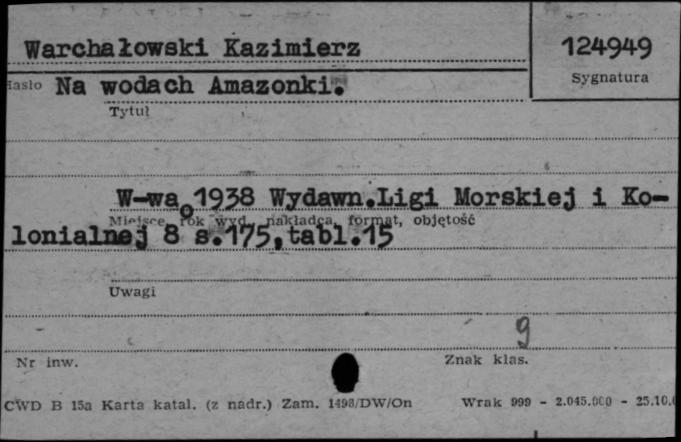 Warchałowski Kazimierz
124949
Hasło Na wodach Amazonki.
Sygnatura
Tytuł
W-wa 1938 Wydawn.Ligi Morskiej i Ko-
Miejsce, rok wyd., nakładca, format, objętość
lonialnej 8 s.175, tabl.15
Uwagi
9
Nr inw.
Znak klas.
CWD B 15a Karta katal. (z nadr.) Zam. 1498/DW/On
Wrak 999 - 2.045.000 - 25.10.